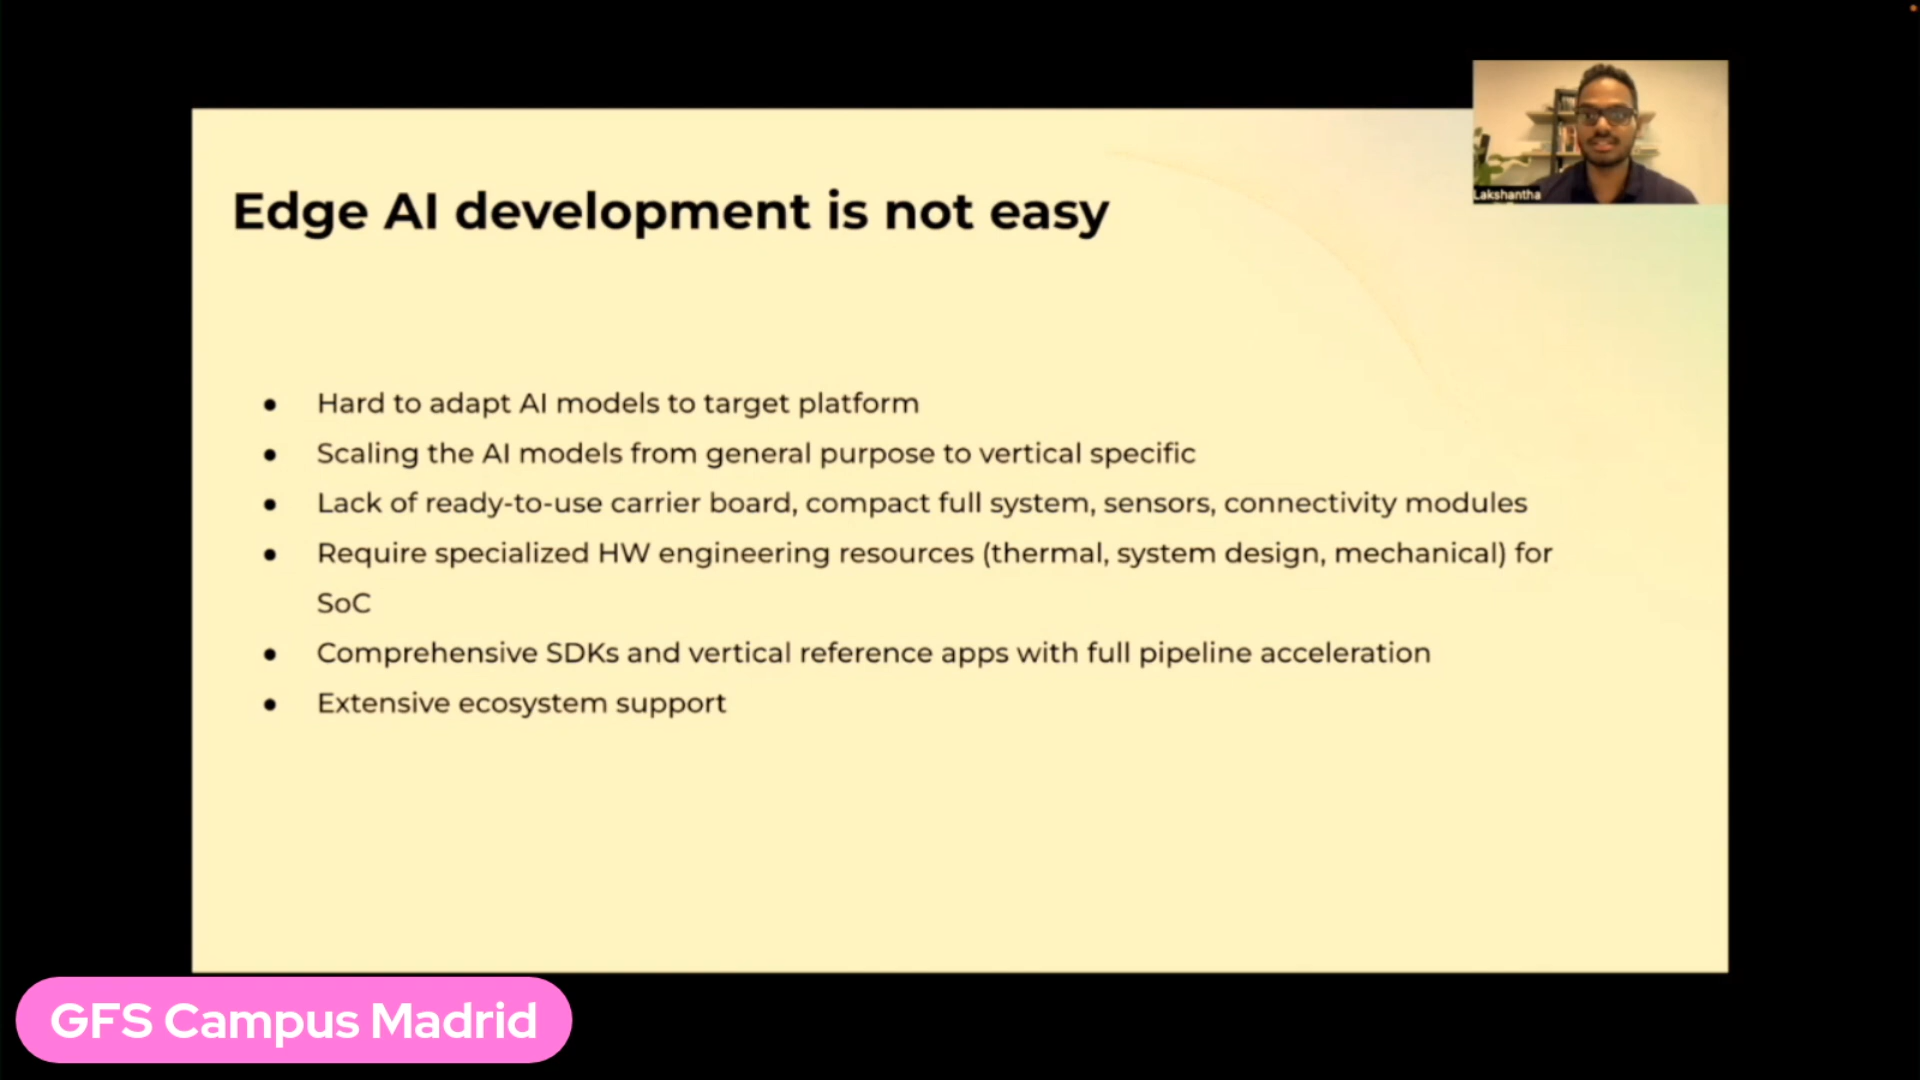 Lakshantha
Edge AI development is not easy
● Hard to adapt AI models to target platform
● Scaling the AI models from general purpose to vertical specific
● Lack of ready-to-use carrier board, compact full system, sensors, connectivity modules
● Require specialized HW engineering resources (thermal, system design, mechanical) for
SoC
● Comprehensive SDKs and vertical reference apps with full pipeline acceleration
● Extensive ecosystem support
GFS Campus Madrid